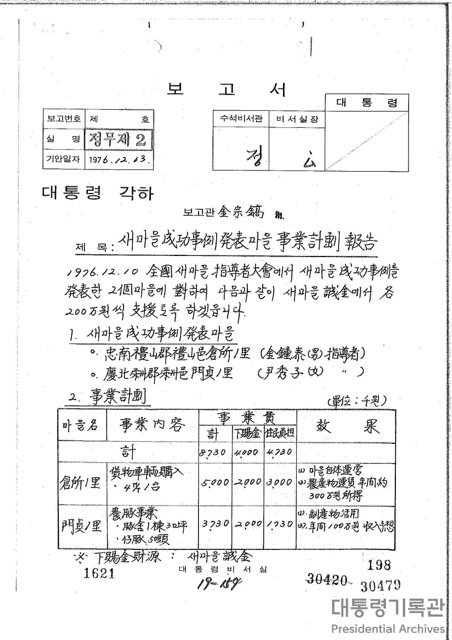 보 고 서
보고번호 제 호
실 명 정무제2
기안일자 1976.12.13.
수석비서관 비서실장 대통령
정
대통령 각하
보고관 金宗鎬
제 목: 새마을 成功事例 發表마을 事業計劃 報告
1976.12.10 全國 새마을 指導者大會에서 새마을 成功事例를
發表한 2個마을에 對하여 다음과 같이 새마을 誠金에서 各
200万원씩 支援토록 하겠읍니다.
1. 새마을 成功事例 發表마을
o. 忠南 禮山郡 禮山邑 倉所1里 (金鍾泰(男)指導者)
o. 慶北 郡 邑 門貞1里 (尹秀子(女) 〃 )
2. 事業計劃
(單位: 千원)
마을名 事業內容 事業費 效果
計 下賜金 住民負担
計 8,730 4,000 4,730
倉所1里 貨物車輛購入 5,000 2,000 3,000 (1) 마을自体運營
· 4½t 1台 (2) 農產物運賃 年間 約
300万원 所得
門貞1里 養豚事業 3,730 2,000 1,730 (1) 副產物活用
· 豚舍 1棟 30坪 (2) 年間 100万원 收入予想
· 仔豚 50頭
※ 下賜金財源 : 새마을 誠金
1621 대통령비서실 198
19-159 30420 30479
대통령기록관
Presidential Archives